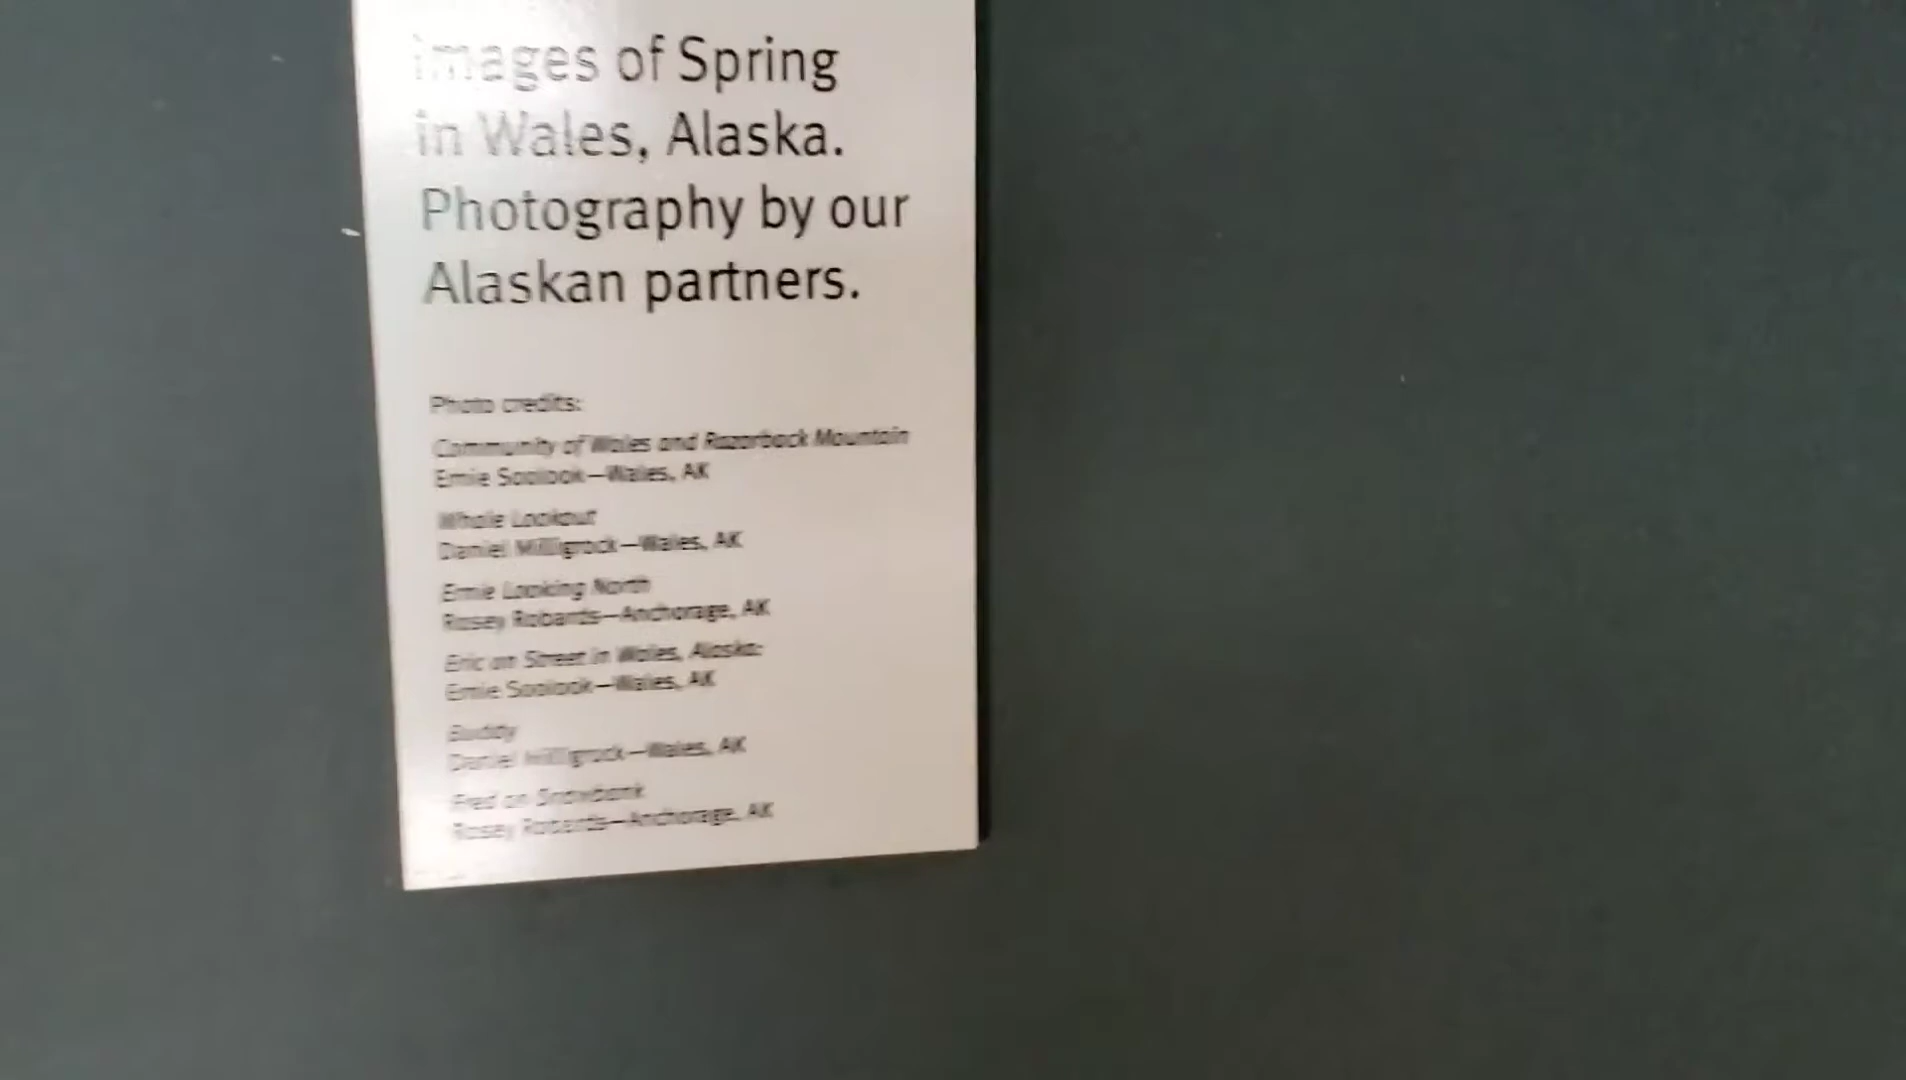 images of Spring
in Wales, Alaska.
Photography by our
Alaskan partners.
Photo credits:
Community of Wales and Razorback Mountain
Ernie Soolook—Wales, AK
Whale Lookout
Daniel Milligrock—Wales, AK
Ernie Looking North
Rosey Robards—Anchorage, AK
Eric on Street in Wales, Alaska:
Ernie Soolook—Wales, AK
Buddy
Daniel Milligrock—Wales, AK
Fred on Snowbank
Rosey Robards—Anchorage, AK